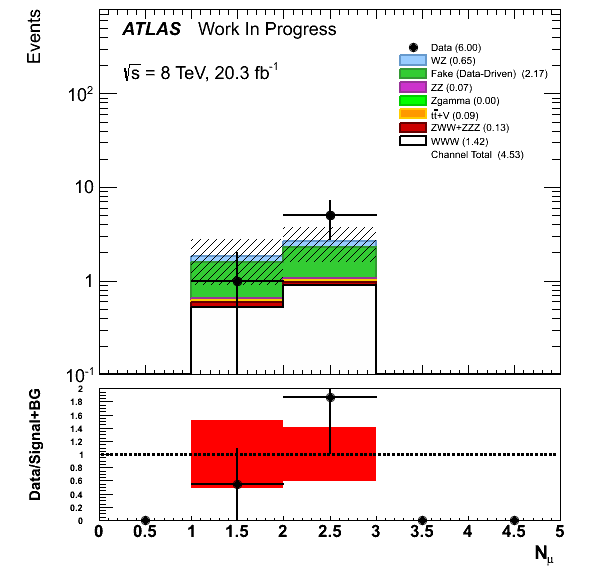 Events
ATLAS Work In Progress
√s = 8 TeV, 20.3 fb⁻¹
Data (6.00)
WZ (0.65)
Fake (Data-Driven) (2.17)
ZZ (0.07)
Zgamma (0.00)
tt̄+V (0.09)
ZWW+ZZZ (0.13)
WWW (1.42)
Channel Total (4.53)
10²
10
1
10⁻¹
Data/Signal+BG
2
1.8
1.6
1.4
1.2
1
0.8
0.6
0.4
0.2
0
0 0.5 1 1.5 2 2.5 3 3.5 4 4.5 5
Nμ